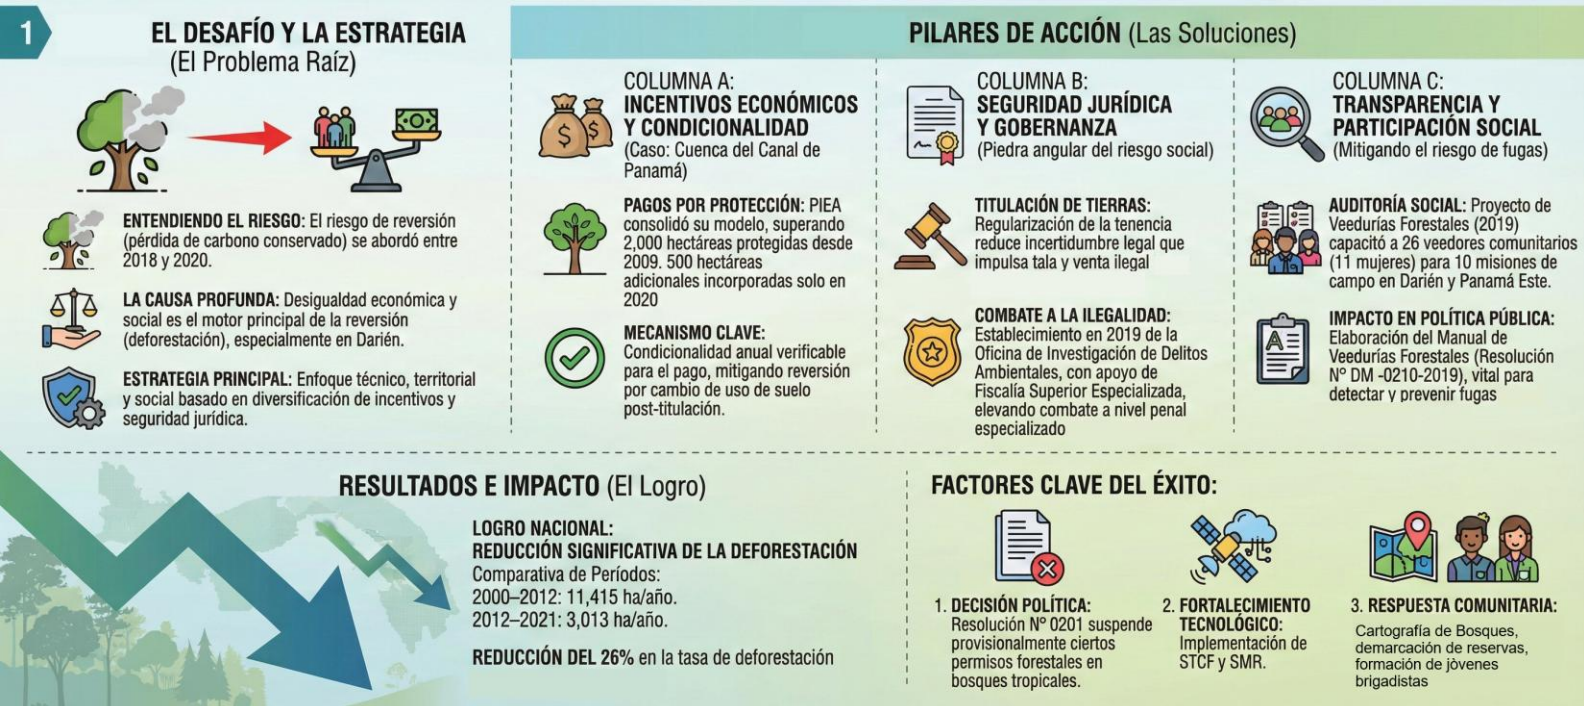 1
EL DESAFÍO Y LA ESTRATEGIA
(El Problema Raíz)
ENTENDIENDO EL RIESGO: El riesgo de reversión
(pérdida de carbono conservado) se abordó entre
2018 y 2020.
LA CAUSA PROFUNDA: Desigualdad económica y
social es el motor principal de la reversión
(deforestación), especialmente en Darién.
ESTRATEGIA PRINCIPAL: Enfoque técnico, territorial
y social basado en diversificación de incentivos y
seguridad jurídica.
PILARES DE ACCIÓN (Las Soluciones)
COLUMNA A:
INCENTIVOS ECONÓMICOS
Y CONDICIONALIDAD
(Caso: Cuenca del Canal de
Panamá)
$ $
PAGOS POR PROTECCIÓN: PIEA
consolidó su modelo, superando
2,000 hectáreas protegidas desde
2009. 500 hectáreas
adicionales incorporadas solo en
2020
MECANISMO CLAVE:
Condicionalidad anual verificable
para el pago, mitigando reversión
por cambio de uso de suelo
post-titulación.
COLUMNA B:
SEGURIDAD JURÍDICA
Y GOBERNANZA
(Piedra angular del riesgo social)
TITULACIÓN DE TIERRAS:
Regularización de la tenencia
reduce incertidumbre legal que
impulsa tala y venta ilegal
COMBATE A LA ILEGALIDAD:
Establecimiento en 2019 de la
Oficina de Investigación de Delitos
Ambientales, con apoyo de
Fiscalía Superior Especializada,
elevando combate a nivel penal
especializado
COLUMNA C:
TRANSPARENCIA Y
PARTICIPACIÓN SOCIAL
(Mitigando el riesgo de fugas)
AUDITORÍA SOCIAL: Proyecto de
Veedurías Forestales (2019)
capacitó a 26 veedores comunitarios
(11 mujeres) para 10 misiones de
campo en Darién y Panamá Este.
A
IMPACTO EN POLÍTICA PÚBLICA:
Elaboración del Manual de
Veedurías Forestales (Resolución
Nº DM -0210-2019), vital para
detectar y prevenir fugas
RESULTADOS E IMPACTO (El Logro)
LOGRO NACIONAL:
REDUCCIÓN SIGNIFICATIVA DE LA DEFORESTACIÓN
Comparativa de Períodos:
2000–2012: 11,415 ha/año.
2012–2021: 3,013 ha/año.
REDUCCIÓN DEL 26% en la tasa de deforestación
FACTORES CLAVE DEL ÉXITO:
1. DECISIÓN POLÍTICA:
Resolución Nº 0201 suspende
provisionalmente ciertos
permisos forestales en
bosques tropicales.
2. FORTALECIMIENTO
TECNOLÓGICO:
Implementación de
STCF y SMR.
3. RESPUESTA COMUNITARIA:
Cartografía de Bosques,
demarcación de reservas,
formación de jòvenes
brigadistas